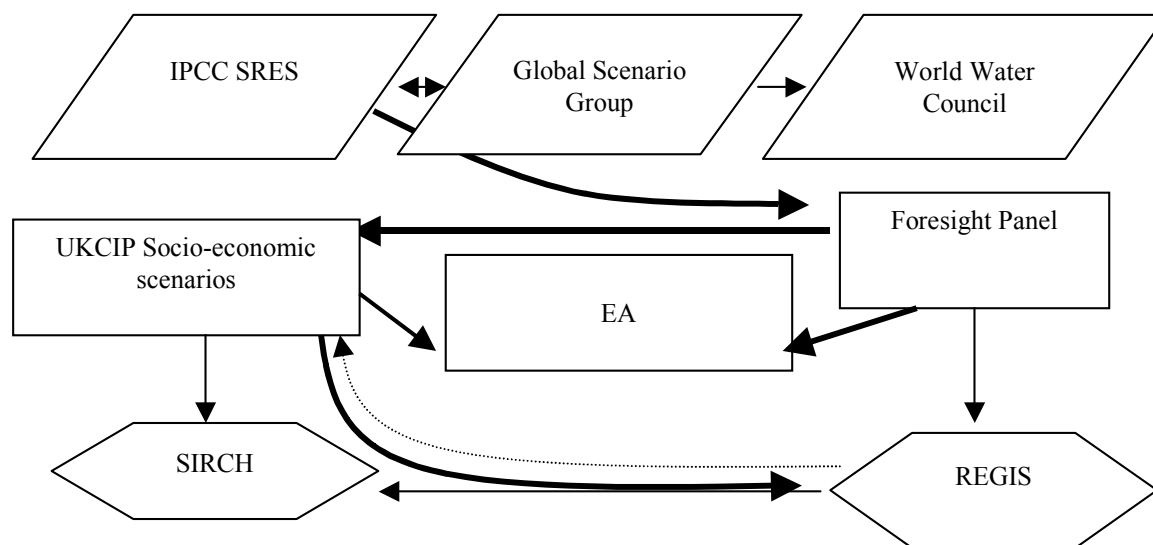 IPCC SRES
Global Scenario
Group
World Water
Council
UKCIP Socio-economic
scenarios
EA
Foresight Panel
SIRCH
REGIS